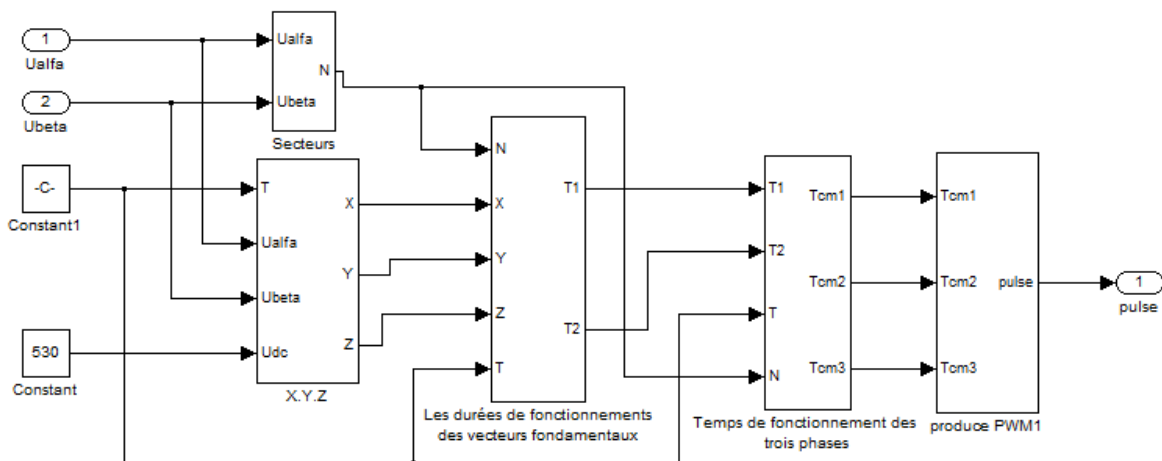 1
Ualfa
2
Ubeta
-C-
Constant1
530
Constant
Ualfa
Ubeta
N
Secteurs
T
Ualfa
Ubeta
Udc
X
Y
Z
X.Y.Z
N
X
Y
Z
T
T1
T2
Les durées de fonctionnements
des vecteurs fondamentaux
T1
T2
T
N
Tcm1
Tcm2
Tcm3
Temps de fonctionnement des
trois phases
Tcm1
Tcm2
Tcm3
pulse
produce PWM1
1
pulse